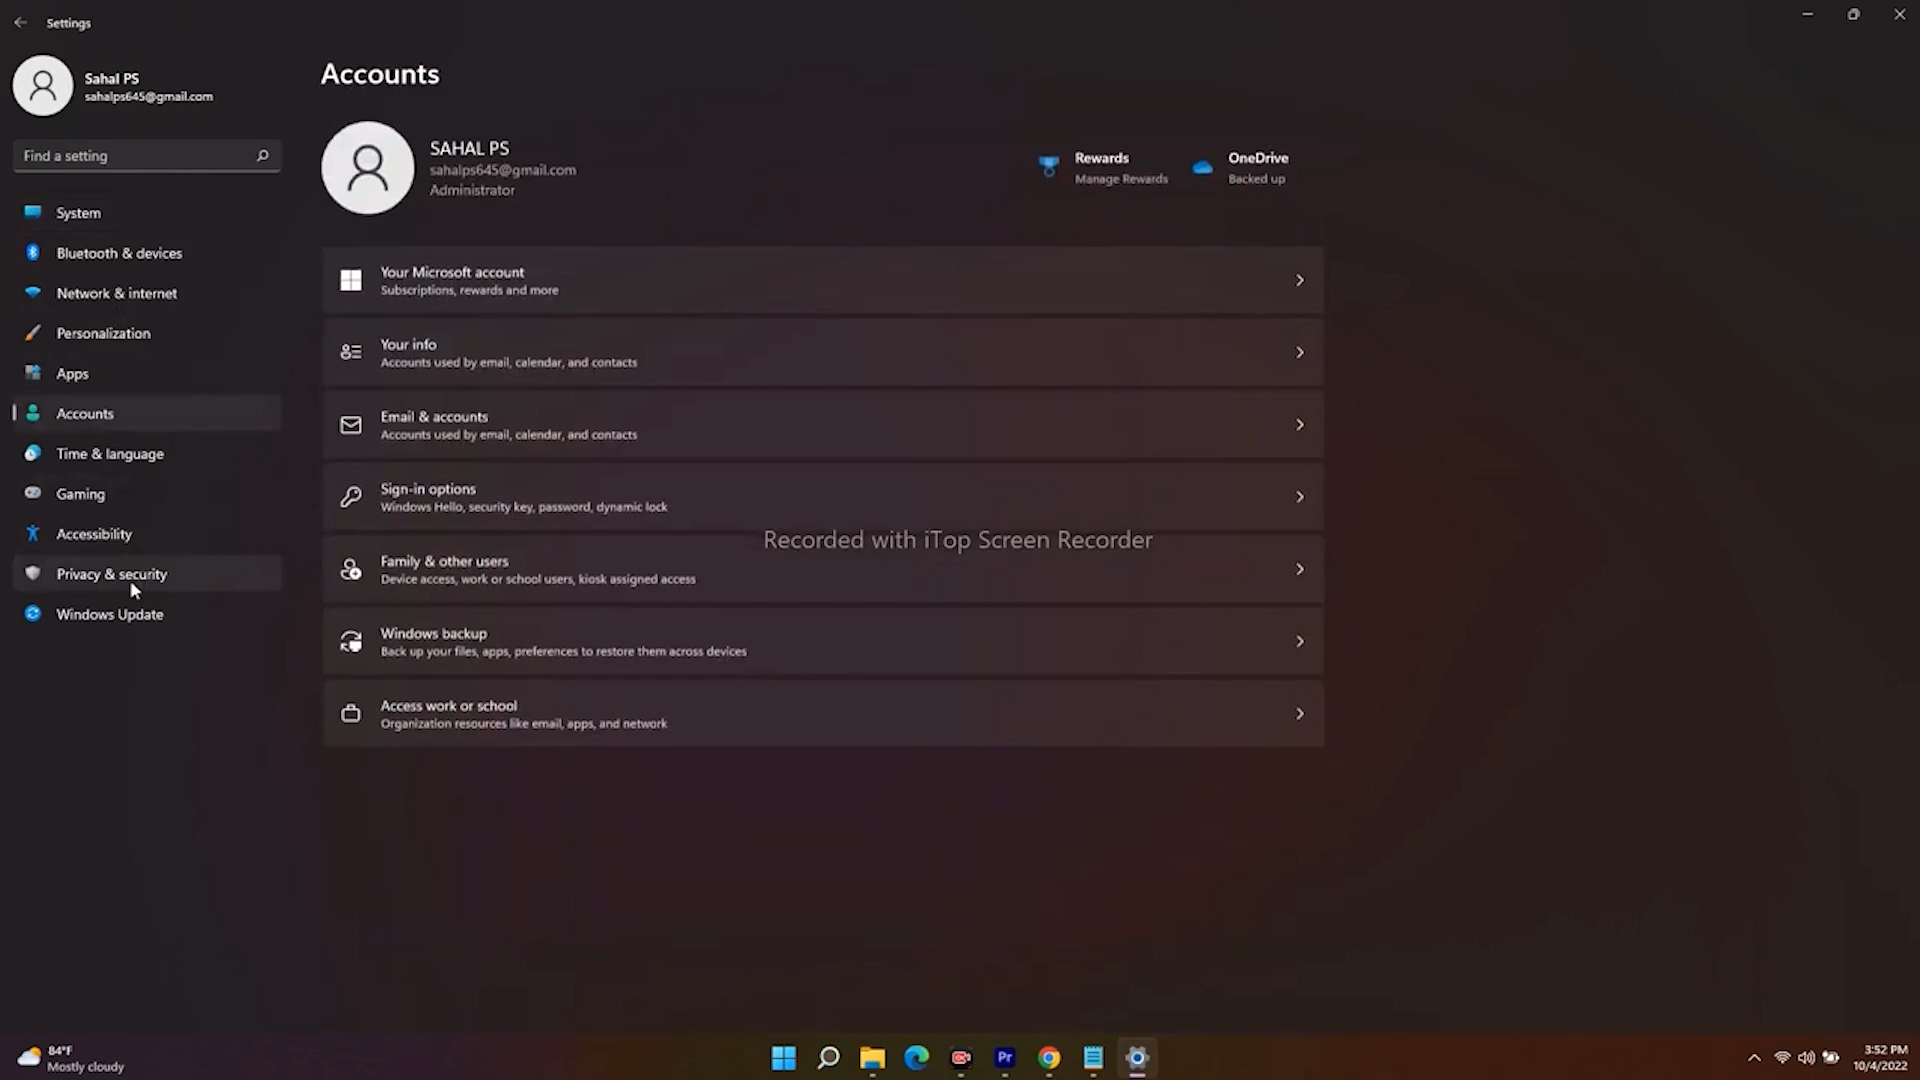 Settings
Sahal PS
sahalps645@gmail.com
Find a setting
System
Bluetooth & devices
Network & internet
Personalization
Apps
Accounts
Time & language
Gaming
Accessibility
Privacy & security
Windows Update
Accounts
SAHAL PS
sahalps645@gmail.com
Administrator
Rewards
Manage Rewards
OneDrive
Backed up
Your Microsoft account
Subscriptions, rewards and more
Your info
Accounts used by email, calendar, and contacts
Email & accounts
Accounts used by email, calendar, and contacts
Sign-in options
Windows Hello, security key, password, dynamic lock
Recorded with iTop Screen Recorder
Family & other users
Device access, work or school users, kiosk assigned access
Windows backup
Back up your files, apps, preferences to restore them across devices
Access work or school
Organization resources like email, apps, and network
84°F
Mostly cloudy
Pr
3:52 PM
10/4/2022